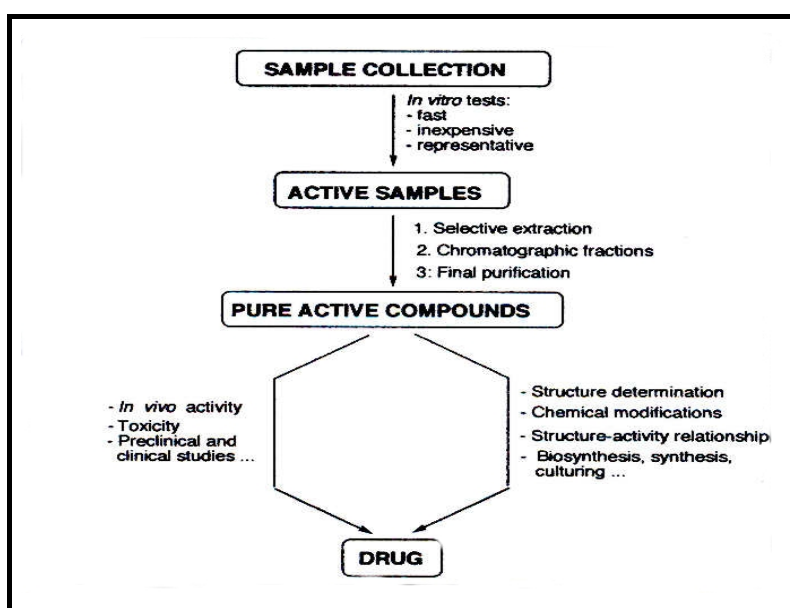 SAMPLE COLLECTION
In vitro tests:
- fast
- inexpensive
- representative
ACTIVE SAMPLES
1. Selective extraction
2. Chromatographic fractions
3: Final purification
PURE ACTIVE COMPOUNDS
- In vivo activity
- Toxicity
- Preclinical and
clinical studies ...
- Structure determination
- Chemical modifications
- Structure-activity relationship
- Biosynthesis, synthesis,
culturing ...
DRUG